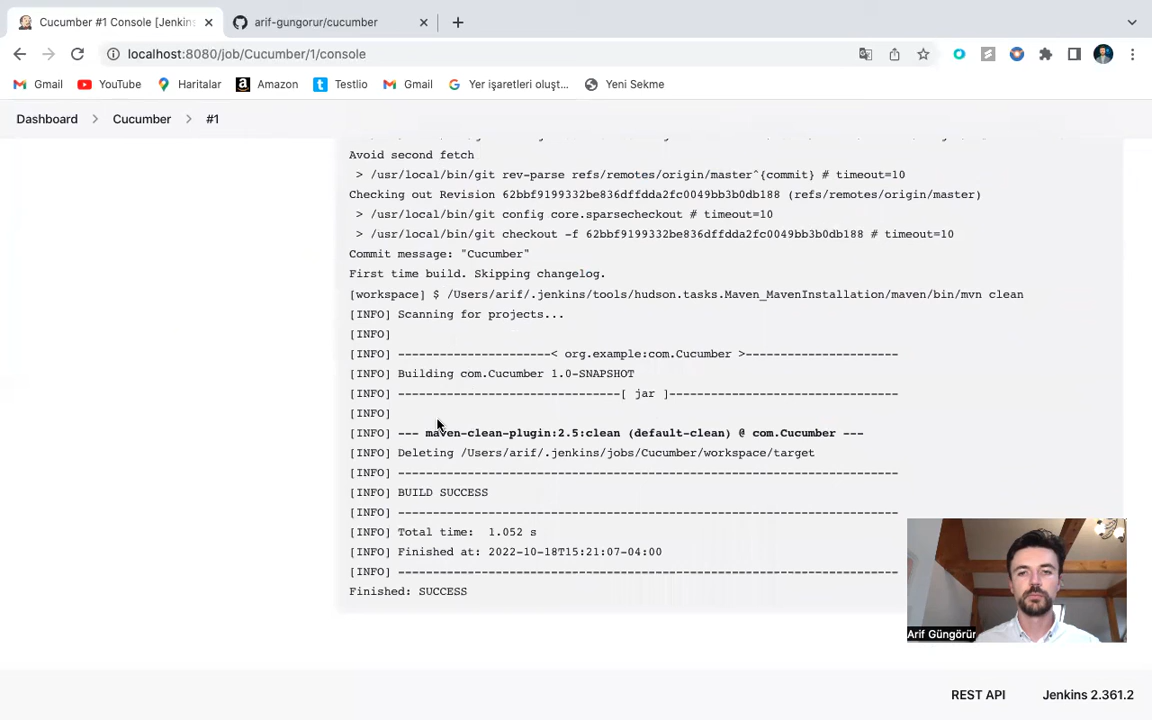 Cucumber #1 Console [Jenkins
arif-gungorur/cucumber
localhost:8080/job/Cucumber/1/console
Gmail
YouTube
Haritalar
Amazon
Testlio
Gmail
Yer işaretleri oluşt...
Yeni Sekme
Dashboard > Cucumber > #1
Avoid second fetch
> /usr/local/bin/git rev-parse refs/remotes/origin/master^{commit} # timeout=10
Checking out Revision 62bbf9199332be836dffdda2fc0049bb3b0db188 (refs/remotes/origin/master)
> /usr/local/bin/git config core.sparsecheckout # timeout=10
> /usr/local/bin/git checkout -f 62bbf9199332be836dffdda2fc0049bb3b0db188 # timeout=10
Commit message: "Cucumber"
First time build. Skipping changelog.
[workspace] $ /Users/arif/.jenkins/tools/hudson.tasks.Maven_MavenInstallation/maven/bin/mvn clean
[INFO] Scanning for projects...
[INFO]
[INFO] ----------------------< org.example:com.Cucumber >----------------------
[INFO] Building com.Cucumber 1.0-SNAPSHOT
[INFO] --------------------------------[ jar ]---------------------------------
[INFO]
[INFO] --- maven-clean-plugin:2.5:clean (default-clean) @ com.Cucumber ---
[INFO] Deleting /Users/arif/.jenkins/jobs/Cucumber/workspace/target
[INFO] ------------------------------------------------------------------------
[INFO] BUILD SUCCESS
[INFO] ------------------------------------------------------------------------
[INFO] Total time:  1.052 s
[INFO] Finished at: 2022-10-18T15:21:07-04:00
[INFO] ------------------------------------------------------------------------
Finished: SUCCESS
Arif Güngörür
REST API
Jenkins 2.361.2